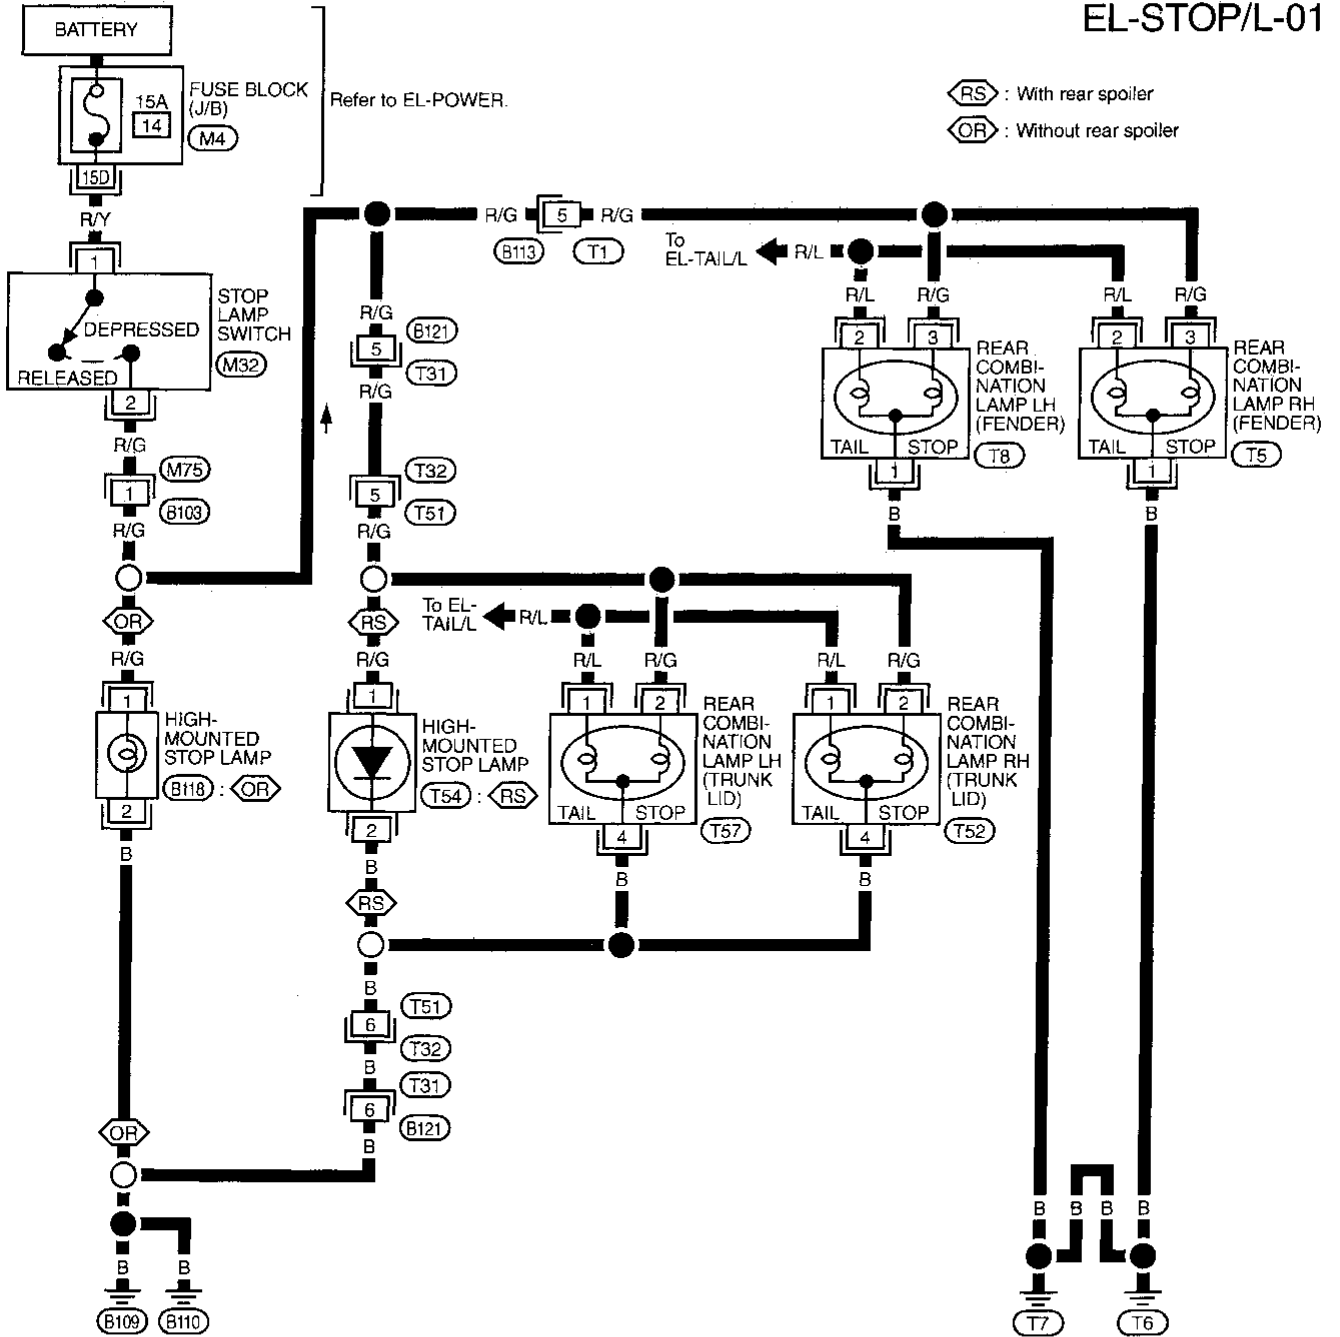 EL-STOP/L-01
BATTERY
15A
14
FUSE BLOCK
(J/B)
M4
Refer to EL-POWER.
RS : With rear spoiler
OR : Without rear spoiler
15D
R/Y
1
STOP
LAMP
SWITCH
M32
DEPRESSED
RELEASED
2
R/G
M75
1
B103
R/G
OR
R/G
1
HIGH-
MOUNTED
STOP LAMP
B118 : OR
2
B
OR
B
B
B109
B110
R/G
5
R/G
B113
T1
To
EL-TAIL/L
R/L
R/G
B121
5
T31
R/G
T32
5
T51
R/G
RS
R/G
1
HIGH-
MOUNTED
STOP LAMP
T54 : RS
2
B
RS
B
T51
6
T32
B
T31
6
B121
B
To EL-
TAIL/L
R/L
R/L
R/G
1
2
TAIL
STOP
REAR
COMBI-
NATION
LAMP LH
(TRUNK
LID)
T57
4
B
R/L
R/G
1
2
TAIL
STOP
REAR
COMBI-
NATION
LAMP RH
(TRUNK
LID)
T52
4
B
R/L
R/G
2
3
TAIL
STOP
REAR
COMBI-
NATION
LAMP LH
(FENDER)
T8
1
B
R/L
R/G
2
3
TAIL
STOP
REAR
COMBI-
NATION
LAMP RH
(FENDER)
T5
1
B
B
B
B
B
T7
T6